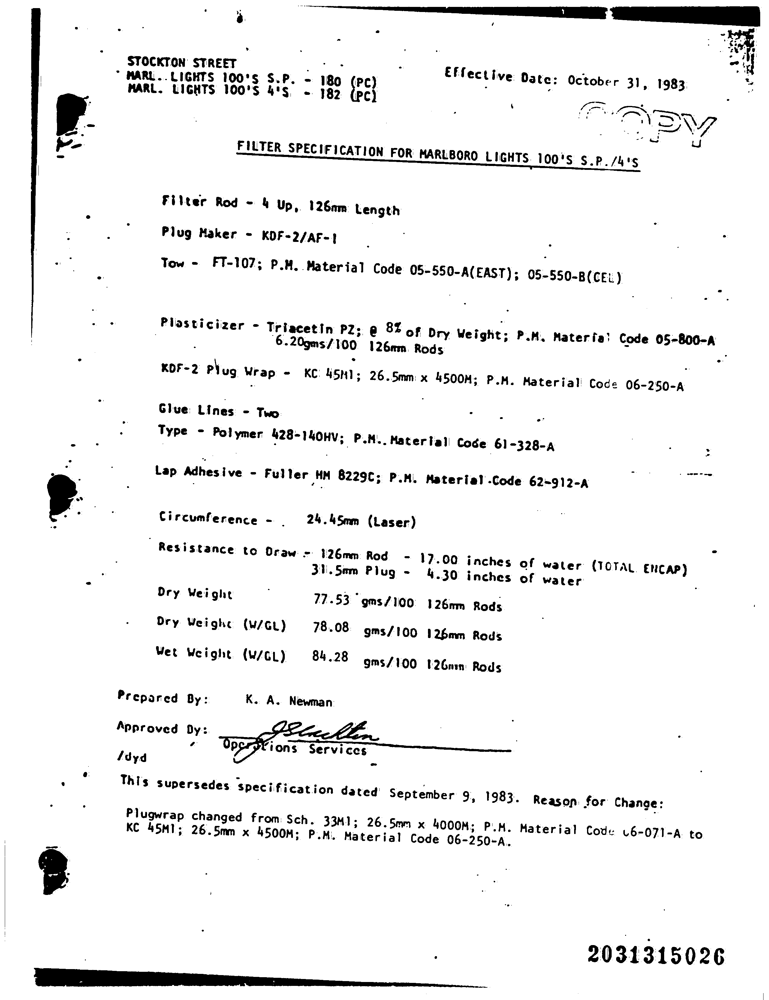 STOCKTON STREET
MARL. LIGHTS 100'S S.P. - 180 (PC)
MARL. LIGHTS 100'S 4'S - 182 (PC)
Effective Date: October 31, 1983
COPY
FILTER SPECIFICATION FOR MARLBORO LIGHTS 100'S S.P./4'S
Filter Rod - 4 Up, 126mm Length
Plug Maker - KDF-2/AF-1
Tow - FT-107; P.M. Material Code 05-550-A(EAST); 05-550-B(CEL)
Plasticizer - Triacetin PZ; @ 8% of Dry Weight; P.M. Material Code 05-800-A
6.20gms/100 126mm Rods
KDF-2 Plug Wrap - KC 45M1; 26.5mm x 4500M; P.M. Material Code 06-250-A
Glue Lines - Two
Type - Polymer 428-140HV; P.M. Material Code 61-328-A
Lap Adhesive - Fuller HM 8229C; P.M. Material Code 62-912-A
Circumference - 24.45mm (Laser)
Resistance to Draw - 126mm Rod - 17.00 inches of water (TOTAL ENCAP)
31.5mm Plug - 4.30 inches of water
Dry Weight 77.53 gms/100 126mm Rods
Dry Weight (W/GL) 78.08 gms/100 126mm Rods
Wet Weight (W/GL) 84.28 gms/100 126mm Rods
Prepared By: K. A. Newman
Approved By:
Operations Services
/dyd
This supersedes specification dated September 9, 1983. Reason for Change:
Plugwrap changed from Sch. 33M1; 26.5mm x 4000M; P.M. Material Code 06-071-A to
KC 45M1; 26.5mm x 4500M; P.M. Material Code 06-250-A.
2031315026